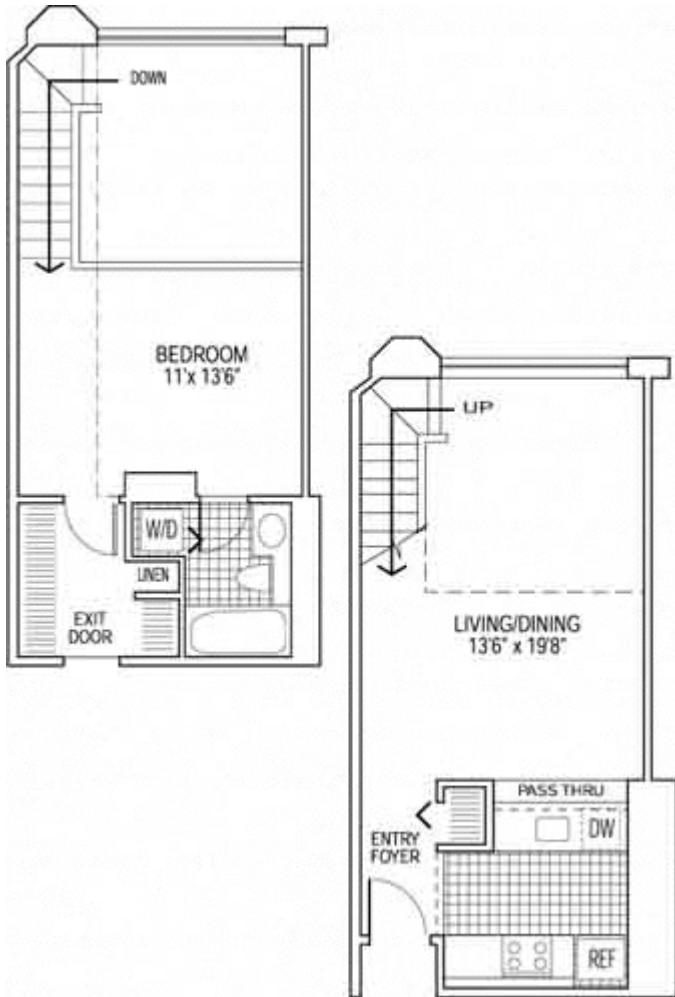 DOWN
BEDROOM
11'x 13'6"
W/D
LINEN
EXIT
DOOR
UP
LIVING/DINING
13'6" x 19'8"
PASS THRU
DW
ENTRY
FOYER
REF